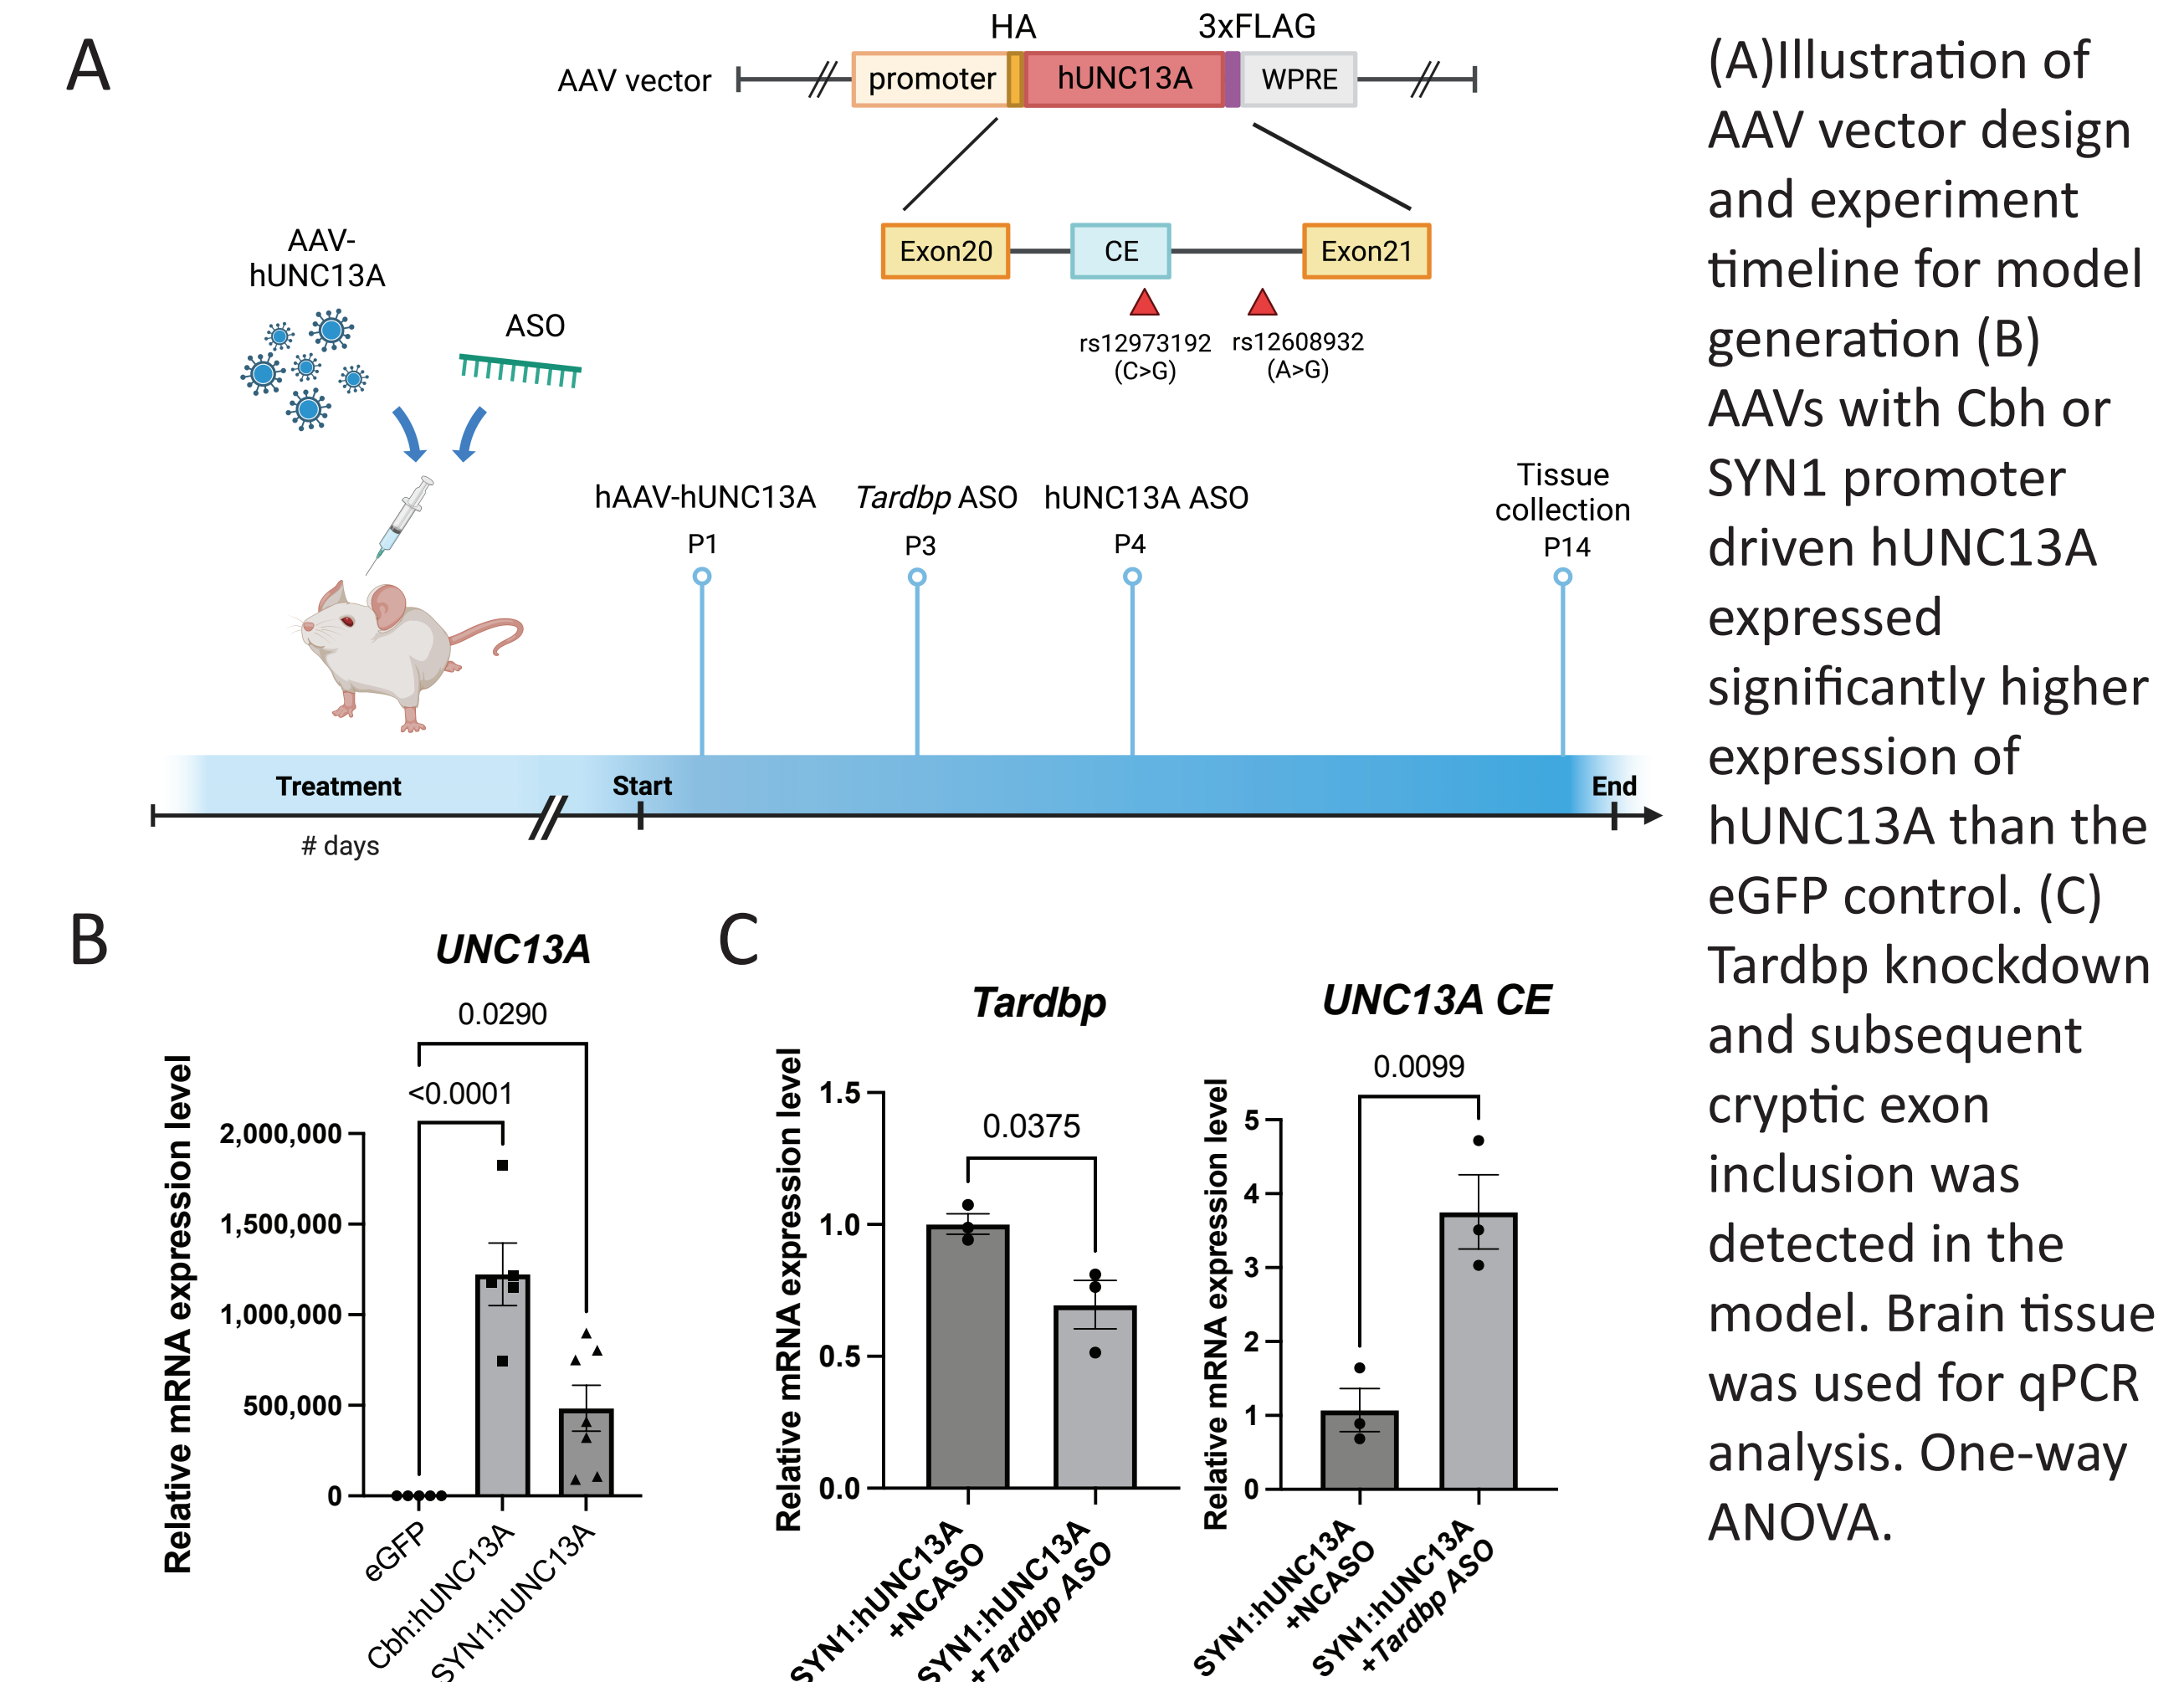 A
HA
3xFLAG
AAV vector
promoter
hUNC13A
WPRE
Exon20
CE
Exon21
rs12973192
(C>G)
rs12608932
(A>G)
AAV-
hUNC13A
ASO
hAAV-hUNC13A
P1
Tardbp ASO
P3
hUNC13A ASO
P4
Tissue
collection
P14
Treatment
Start
End
# days
B
UNC13A
0.0290
<0.0001
Relative mRNA expression level
2,000,000
1,500,000
1,000,000
500,000
0
eGFP
Cbh:hUNC13A
SYN1:hUNC13A
C
Tardbp
0.0375
Relative mRNA expression level
1.5
1.0
0.5
0.0
SYN1:hUNC13A
+NCASO
SYN1:hUNC13A
+Tardbp ASO
UNC13A CE
0.0099
Relative mRNA expression level
5
4
3
2
1
0
SYN1:hUNC13A
+NCASO
SYN1:hUNC13A
+Tardbp ASO
(A)Illlustration of
AAV vector design
and experiment
timeline for model
generation (B)
AAVs with Cbh or
SYN1 promoter
driven hUNC13A
expressed
significantly higher
expression of
hUNC13A than the
eGFP control. (C)
Tardbp knockdown
and subsequent
cryptic exon
inclusion was
detected in the
model. Brain tissue
was used for qPCR
analysis. One-way
ANOVA.